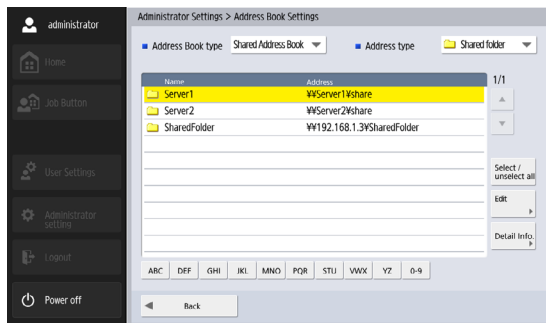 administrator
Home
Job Button
User Settings
Administrator
setting
Logout
Power off
Administrator Settings > Address Book Settings
Address Book type
Shared Address Book
Address type
Shared folder
Name
Address
1/1
Server1
¥¥Server1¥share
Server2
¥¥Server2¥share
SharedFolder
¥¥192.168.1.3¥SharedFolder
Select /
unselect all
Edit
Detail Info.
ABC
DEF
GHI
JKL
MNO
PQR
STU
VWX
YZ
0-9
Back